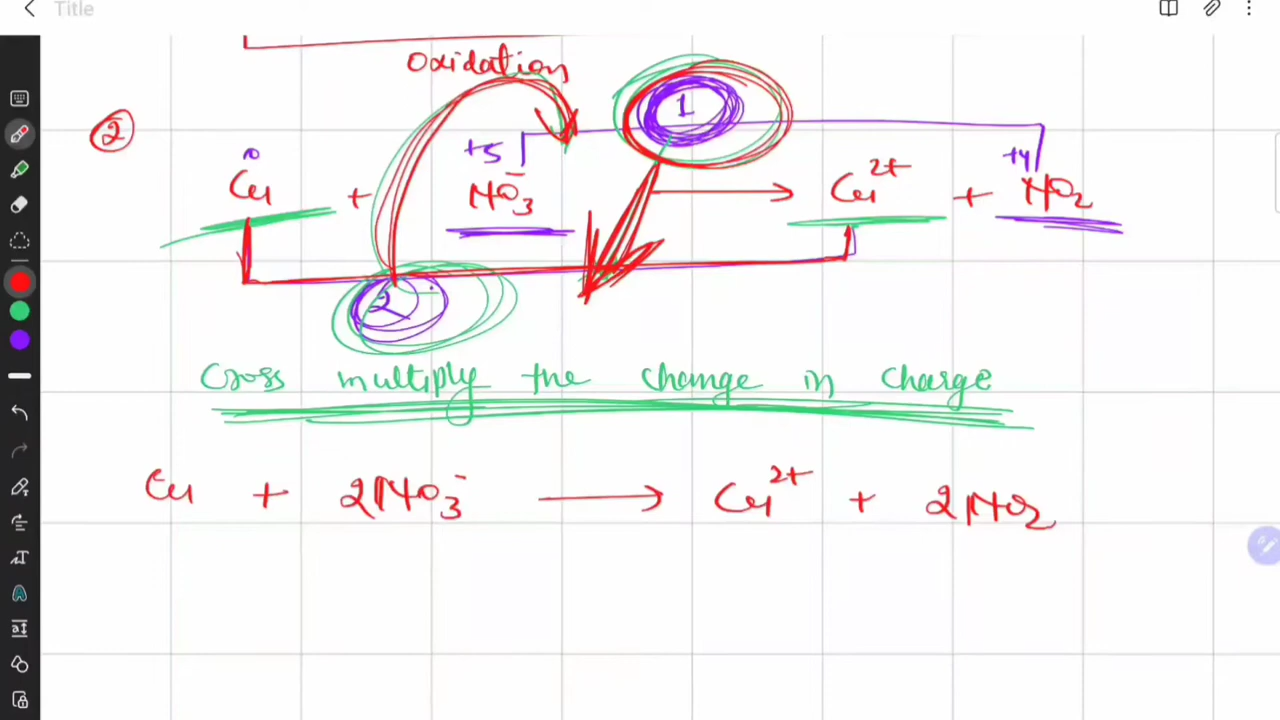 Title
Oxidation
②
1
+5 +4
0
Cu + NO₃⁻ → Cu²⁺ + NO₂
2
Cross multiply the change in charge
Cu + 2NO₃⁻ → Cu²⁺ + 2NO₂